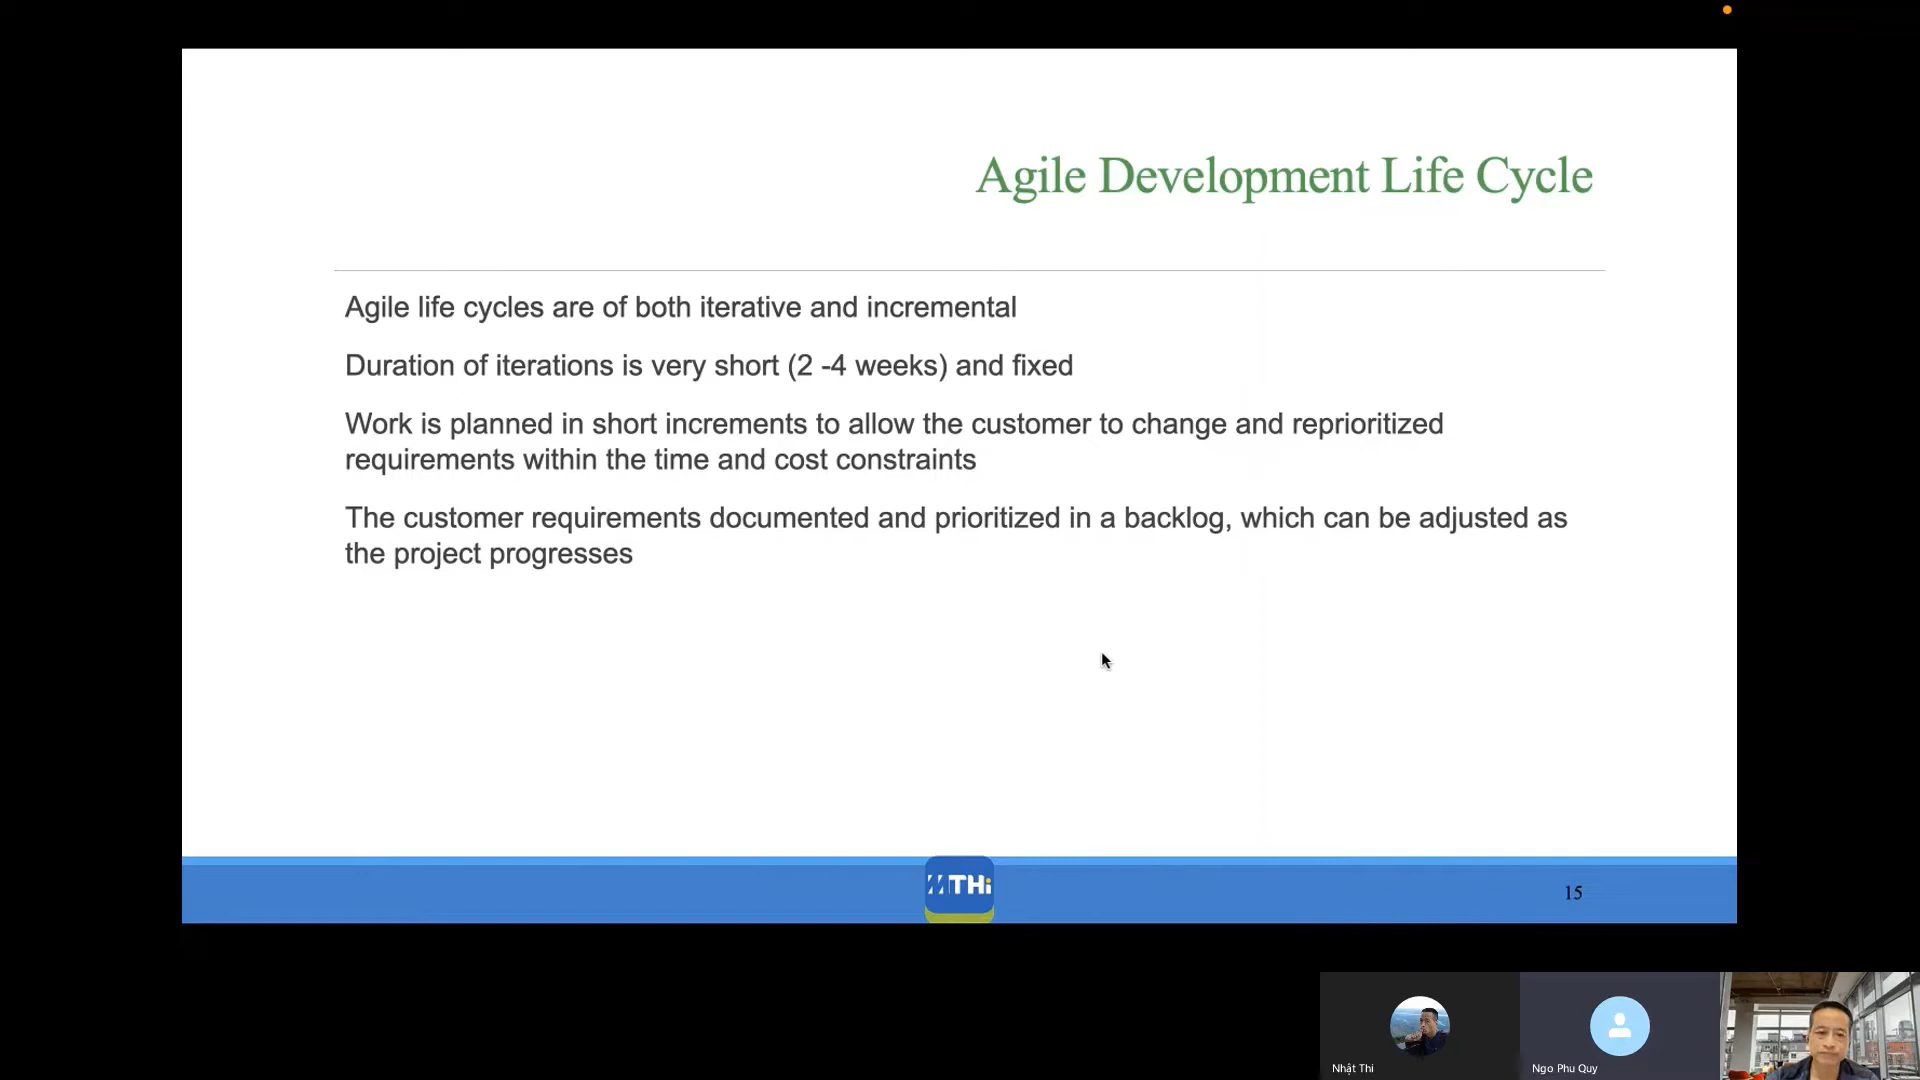 Agile Development Life Cycle
Agile life cycles are of both iterative and incremental
Duration of iterations is very short (2 -4 weeks) and fixed
Work is planned in short increments to allow the customer to change and reprioritized
requirements within the time and cost constraints
The customer requirements documented and prioritized in a backlog, which can be adjusted as
the project progresses
MTHi
15
Nhật Thi
Ngo Phu Quy